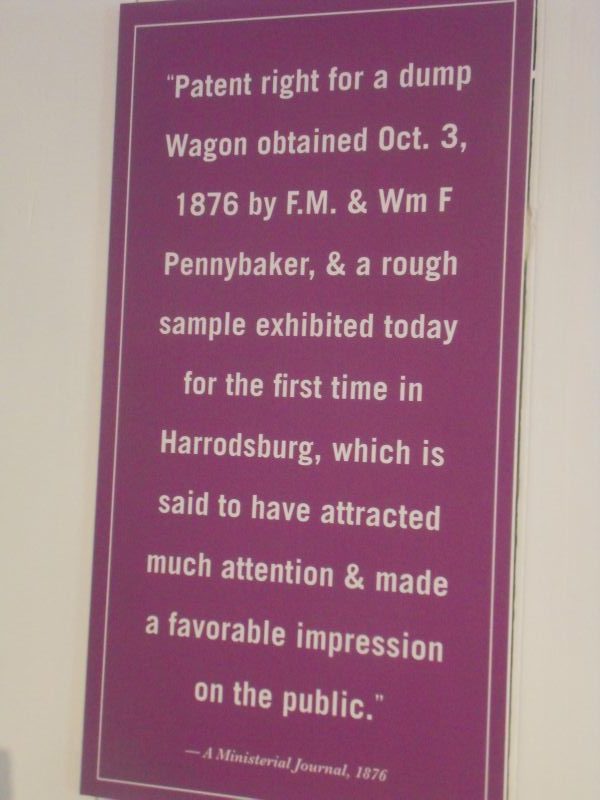 “Patent right for a dump
Wagon obtained Oct. 3,
1876 by F.M. & Wm F
Pennybaker, & a rough
sample exhibited today
for the first time in
Harrodsburg, which is
said to have attracted
much attention & made
a favorable impression
on the public.”
— A Ministerial Journal, 1876